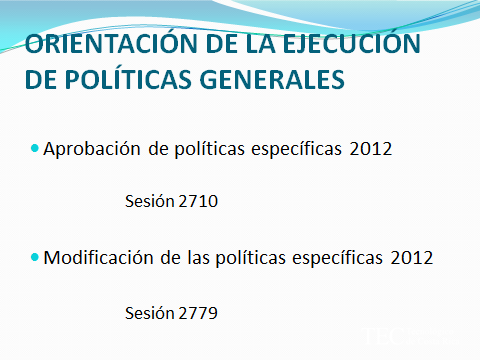 ORIENTACIÓN DE LA EJECUCIÓN
DE POLÍTICAS GENERALES
Aprobación de políticas específicas 2012
Sesión 2710
Modificación de las políticas específicas 2012
Sesión 2779
TEC